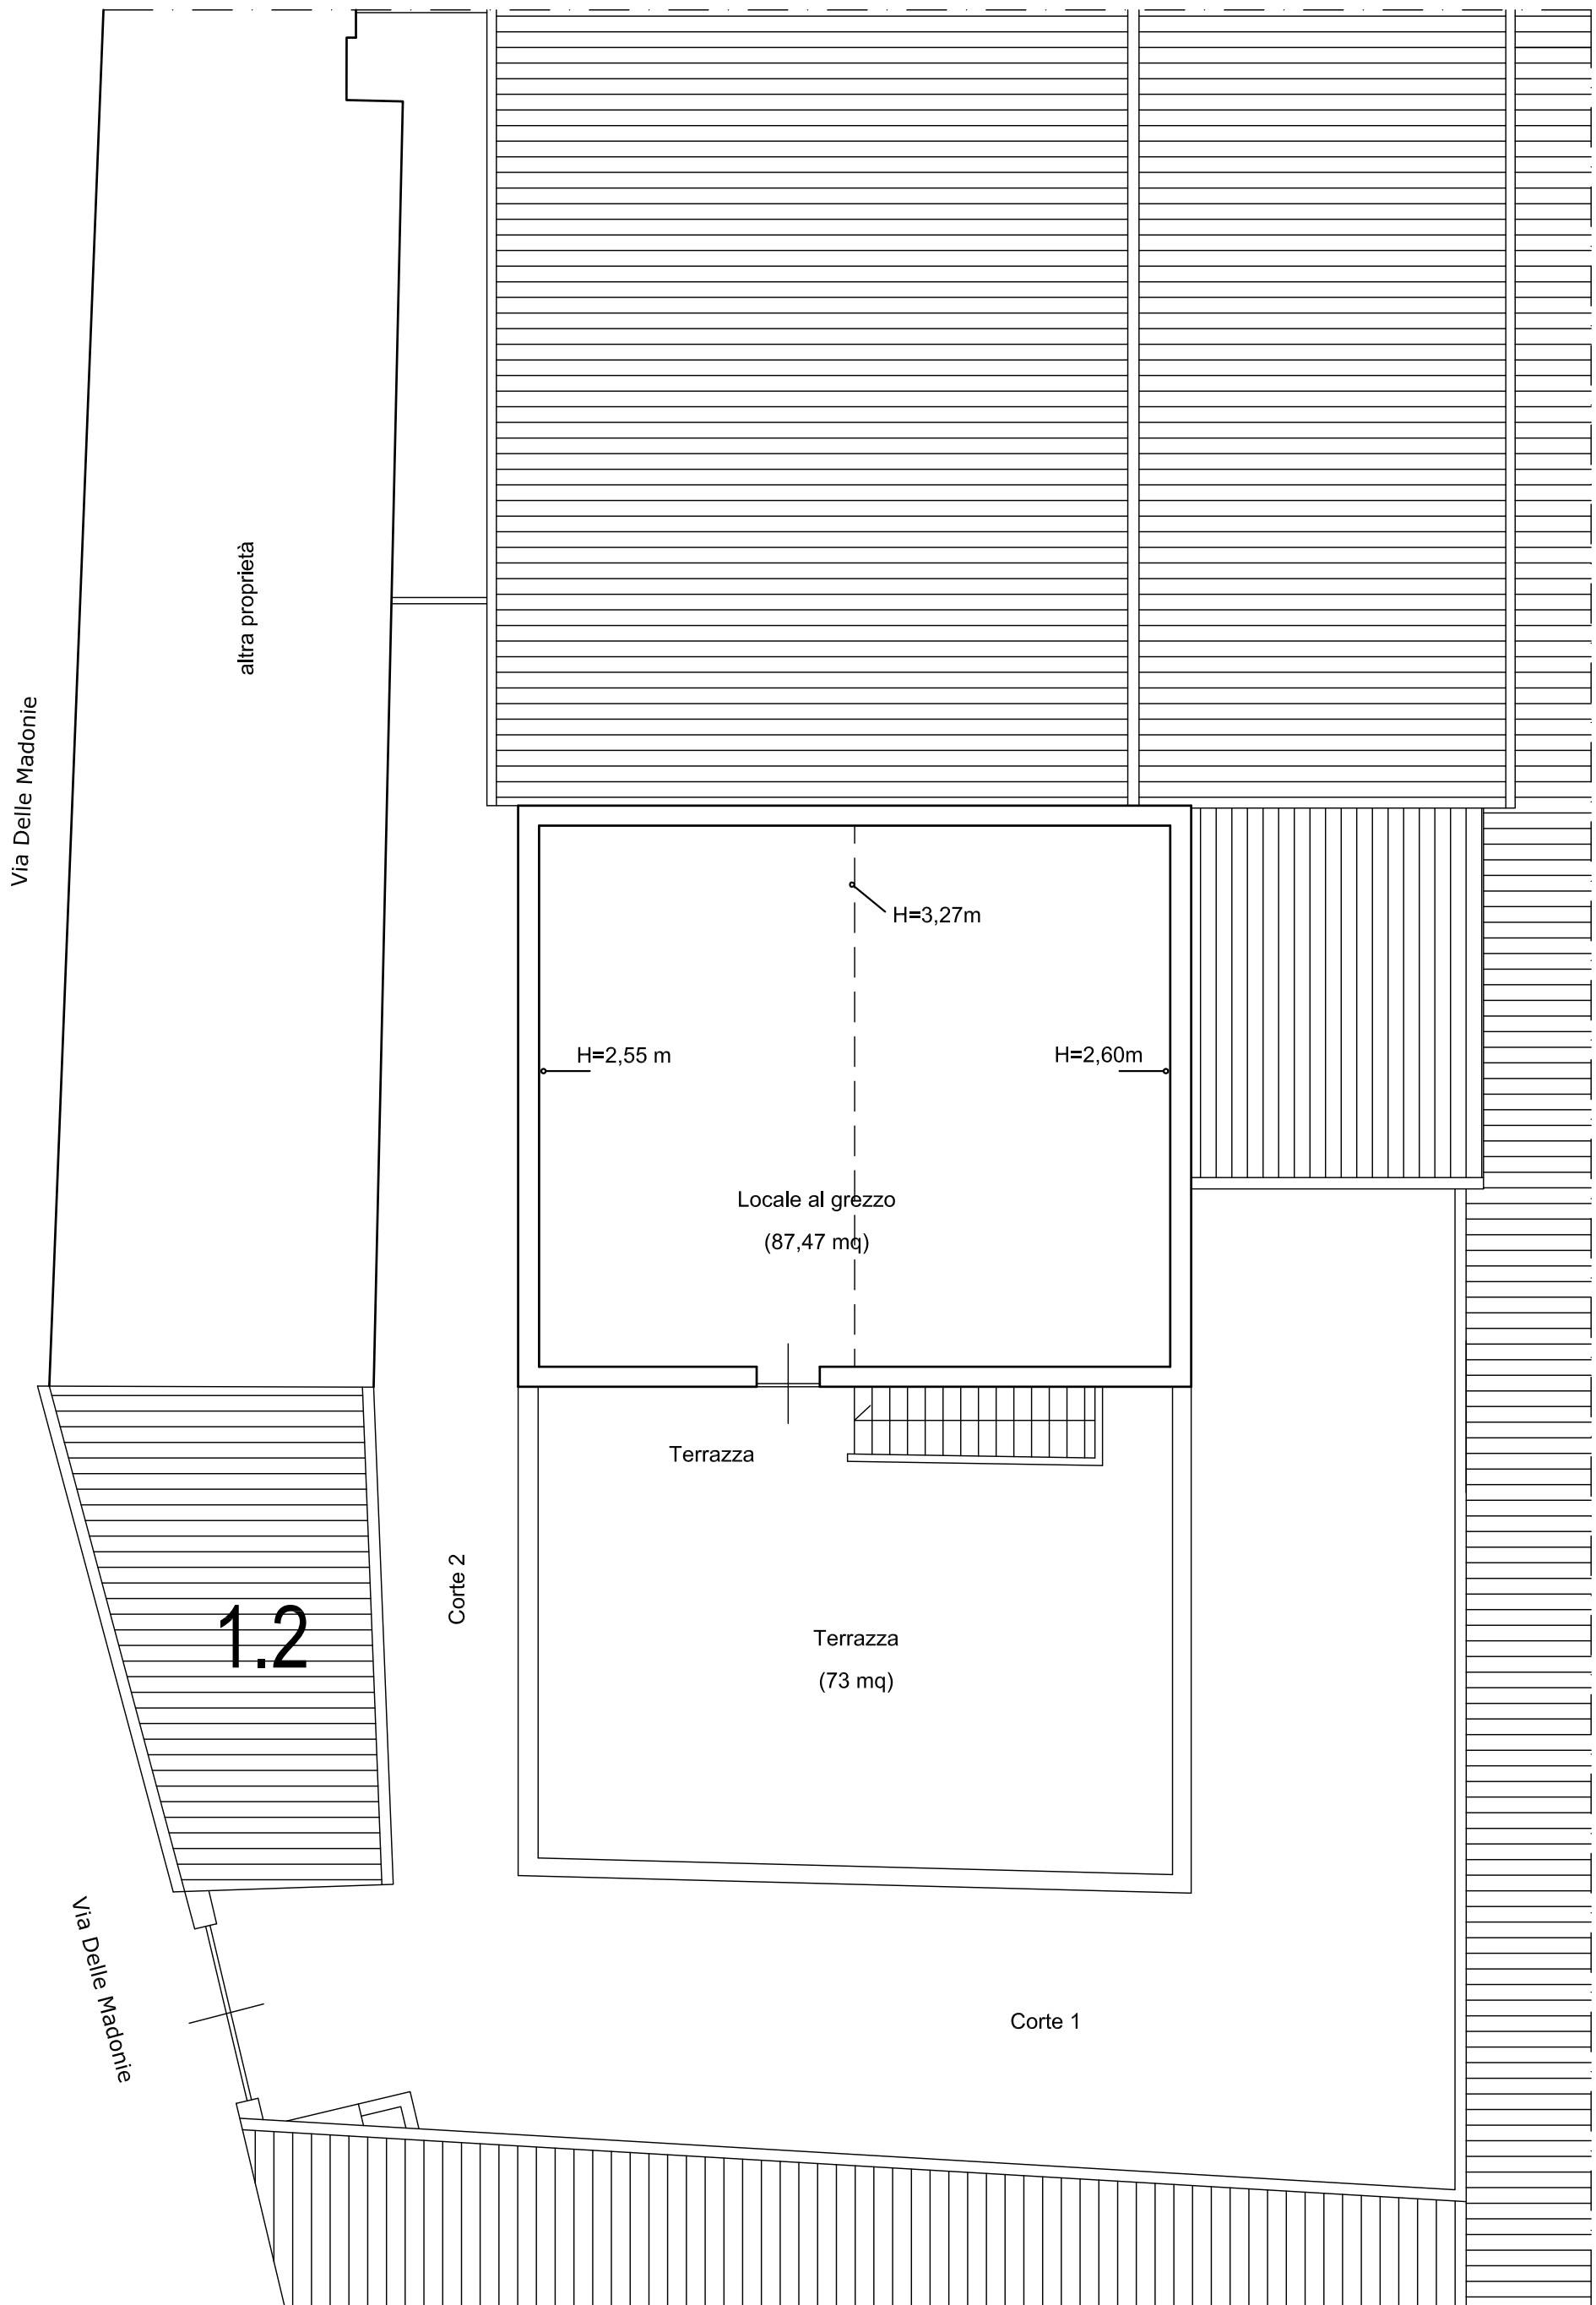 altra proprietà
Via Delle Madonie
H=3,27m
H=2,55 m
H=2,60m
Locale al grezzo
(87,47 mq)
Terrazza
Corte 2
1.2
Terrazza
(73 mq)
Via Delle Madonie
Corte 1